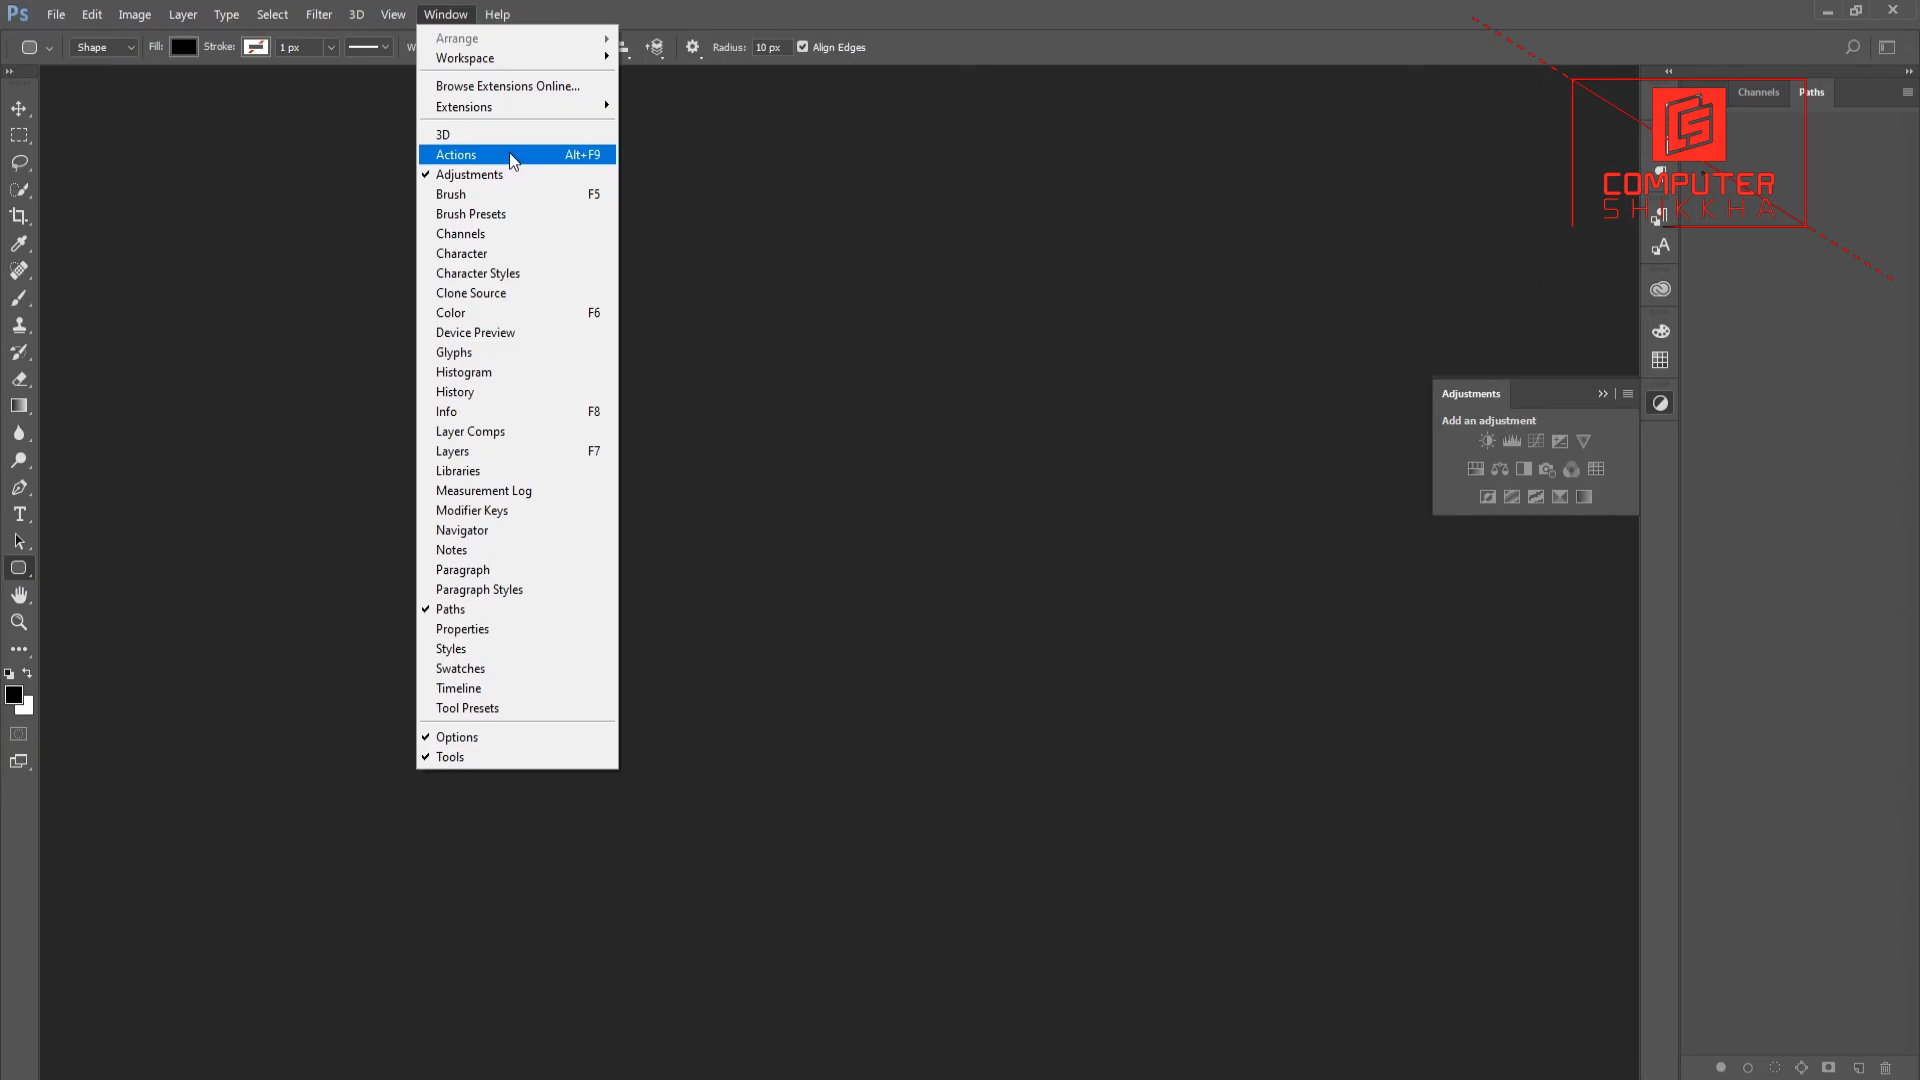 Ps File Edit Image Layer Type Select Filter 3D View Window Help
Shape Fill: Stroke: 1 px Radius: 10 px Align Edges
Arrange
Workspace
Browse Extensions Online...
Extensions
3D
Actions Alt+F9
Adjustments
Brush F5
Brush Presets
Channels
Character
Character Styles
Clone Source
Color F6
Device Preview
Glyphs
Histogram
History
Info F8
Layer Comps
Layers F7
Libraries
Measurement Log
Modifier Keys
Navigator
Notes
Paragraph
Paragraph Styles
Paths
Properties
Styles
Swatches
Timeline
Tool Presets
Options
Tools
Channels Paths
COMPUTER
SHIKKHA
Adjustments
Add an adjustment